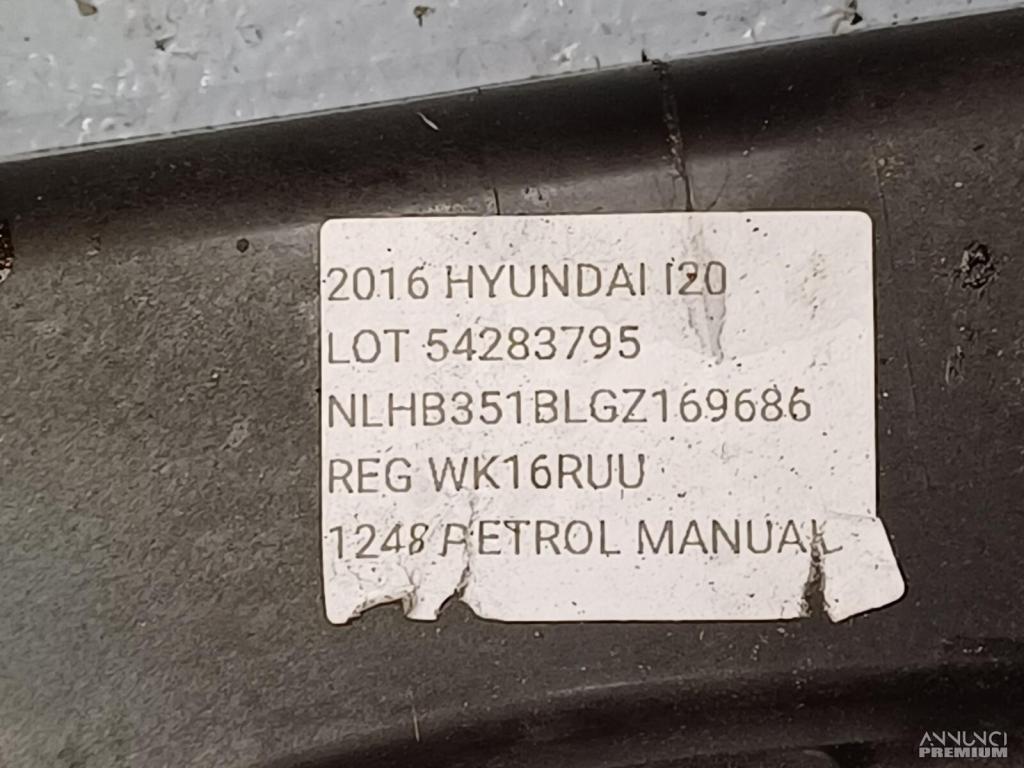 2016 HYUNDAI I20
LOT 54283795
NLHB351BLGZ169686
REG WK16RUU
1248 PETROL MANUAL
ANNUNCI
PREMIUM